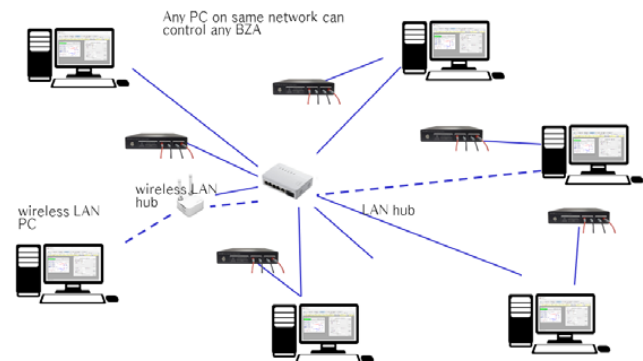 Any PC on same network can
control any BZA
wireless LAN
hub
LAN hub
wireless LAN
PC